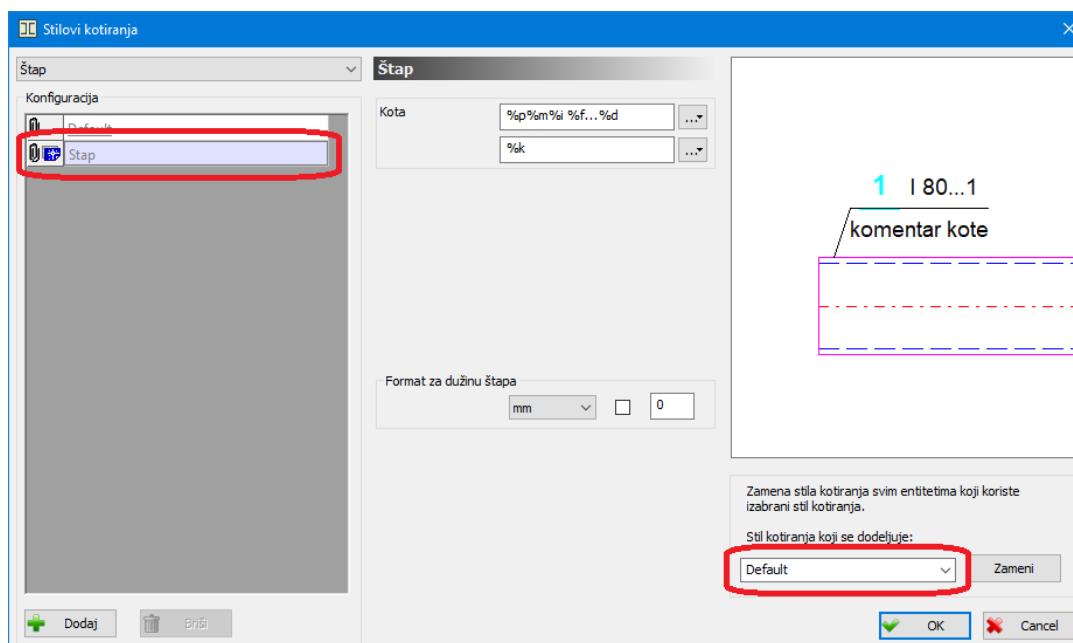 Stilovi kotiranja
Štap
Konfiguracija
Default
Stap
Štap
Kota
%p%m%i %f...%d
...
%k
...
Format za dužinu štapa
mm
0
1 I 80...1
komentar kote
Zamena stila kotiranja svim entitetima koji koriste
izabrani stil kotiranja.
Stil kotiranja koji se dodeljuje:
Default
Zameni
Dodaj
Briši
OK
Cancel